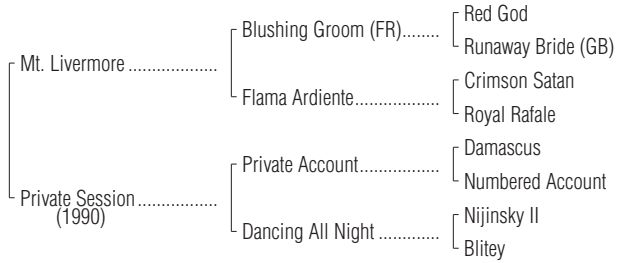 Red God
Blushing Groom (FR)........
Runaway Bride (GB)
Mt. Livermore ..................
Crimson Satan
Flama Ardiente.................
Royal Rafale
Damascus
Private Account................
Numbered Account
Private Session ................
(1990)
Nijinsky II
Dancing All Night ............
Blitey